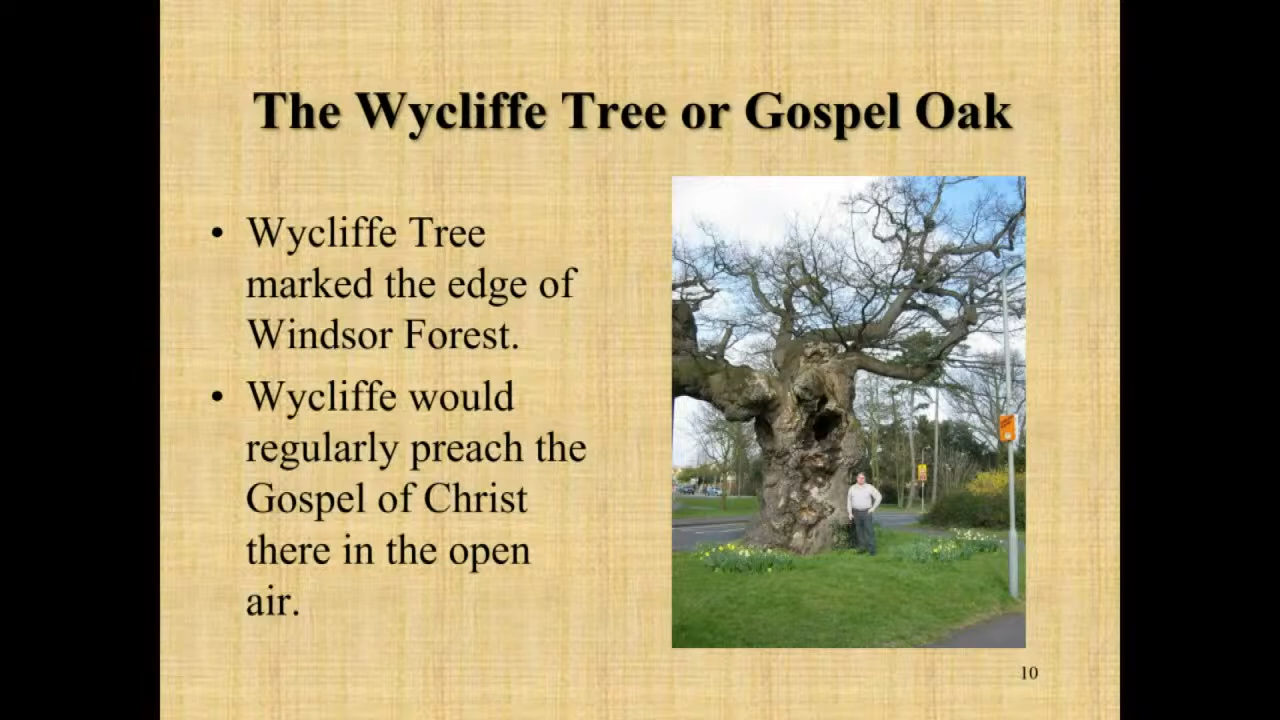 The Wycliffe Tree or Gospel Oak
• Wycliffe Tree
marked the edge of
Windsor Forest.
• Wycliffe would
regularly preach the
Gospel of Christ
there in the open
air.
10